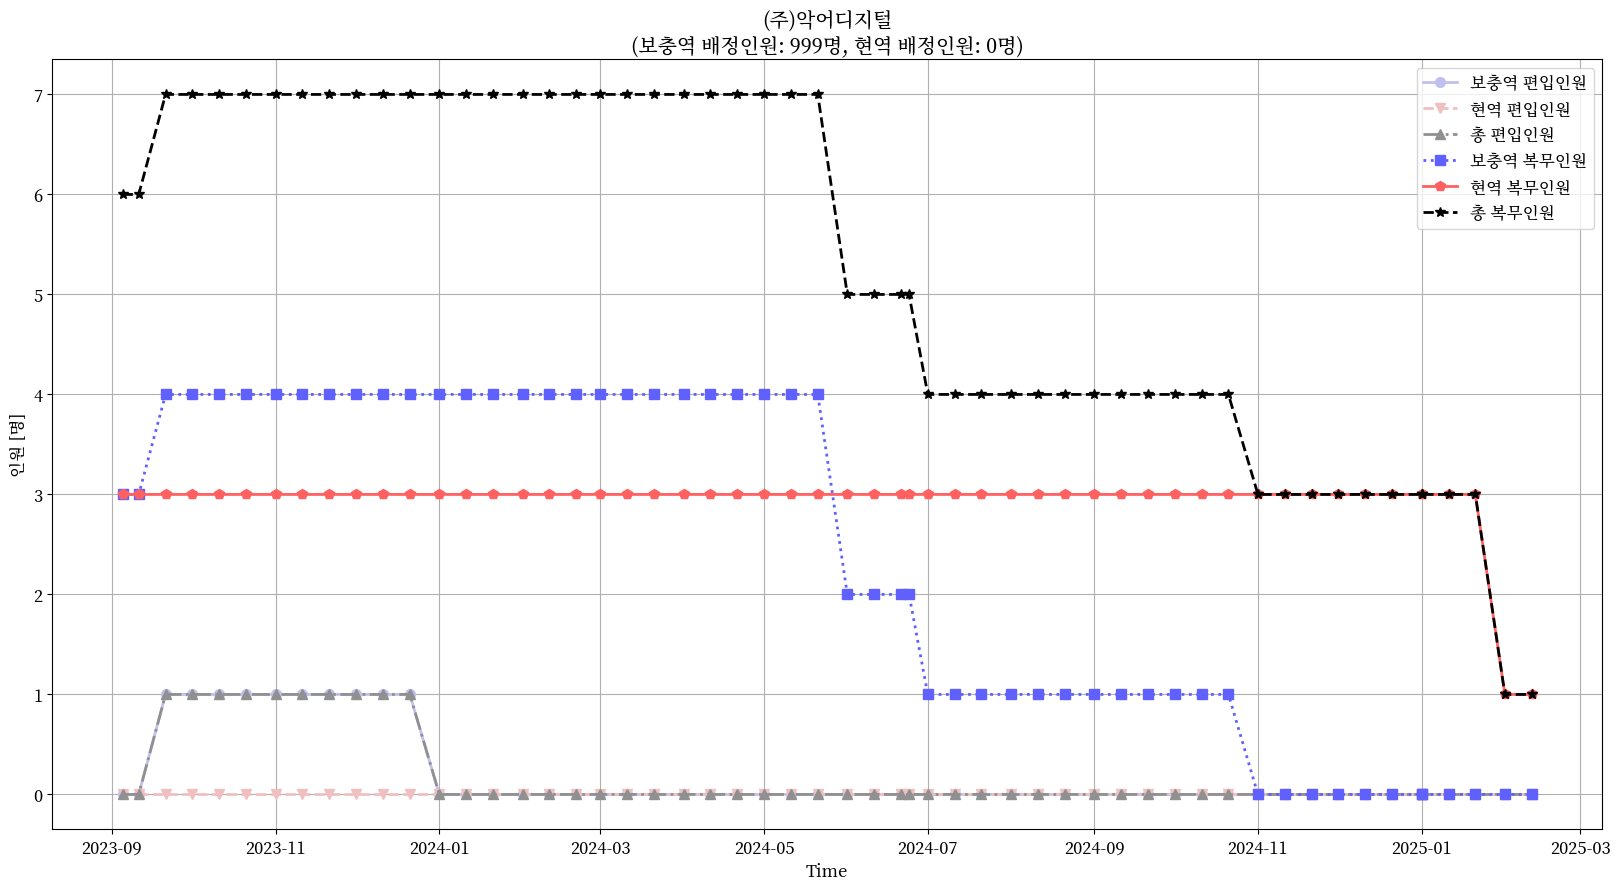 (주)악어디지털
(보충역 배정인원: 999명, 현역 배정인원: 0명)
보충역 편입인원
현역 편입인원
총 편입인원
보충역 복무인원
현역 복무인원
총 복무인원
인원 [명]
7
6
5
4
3
2
1
0
2023-09
2023-11
2024-01
2024-03
2024-05
2024-07
2024-09
2024-11
2025-01
2025-03
Time